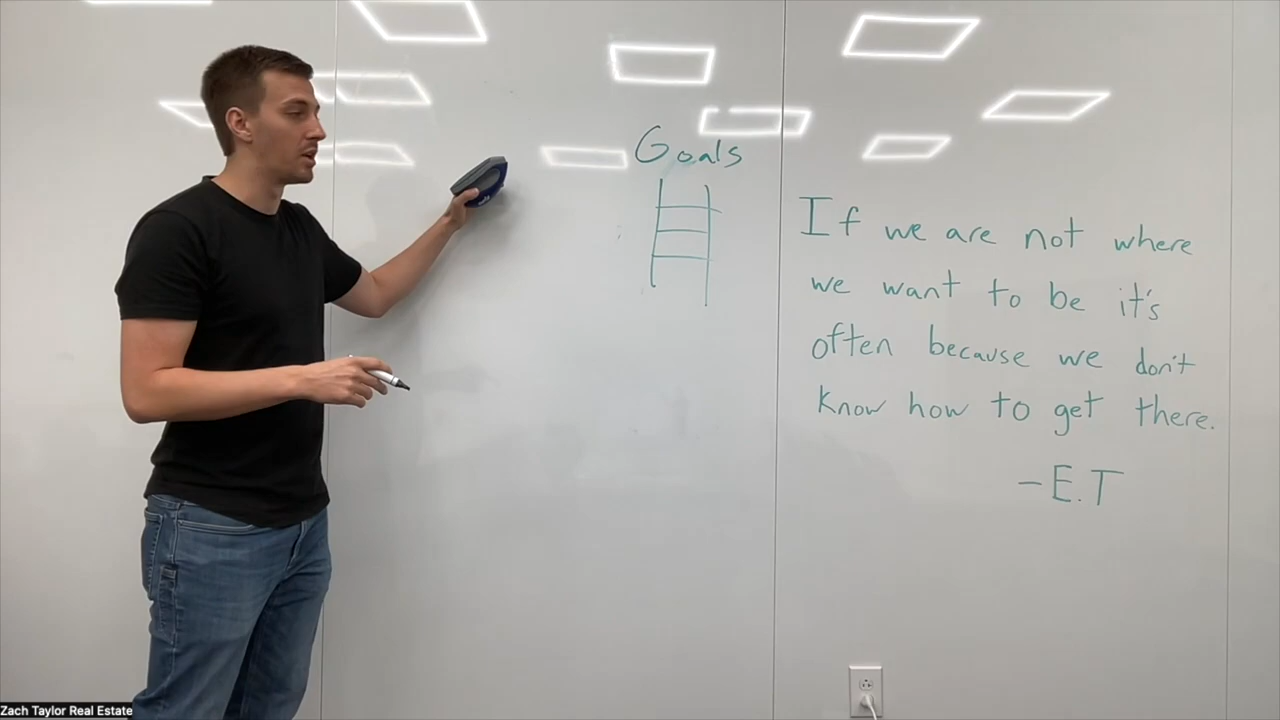 Goals
If we are not where
we want to be it's
often because we don't
know how to get there.
-E.T
Zach Taylor Real Estate